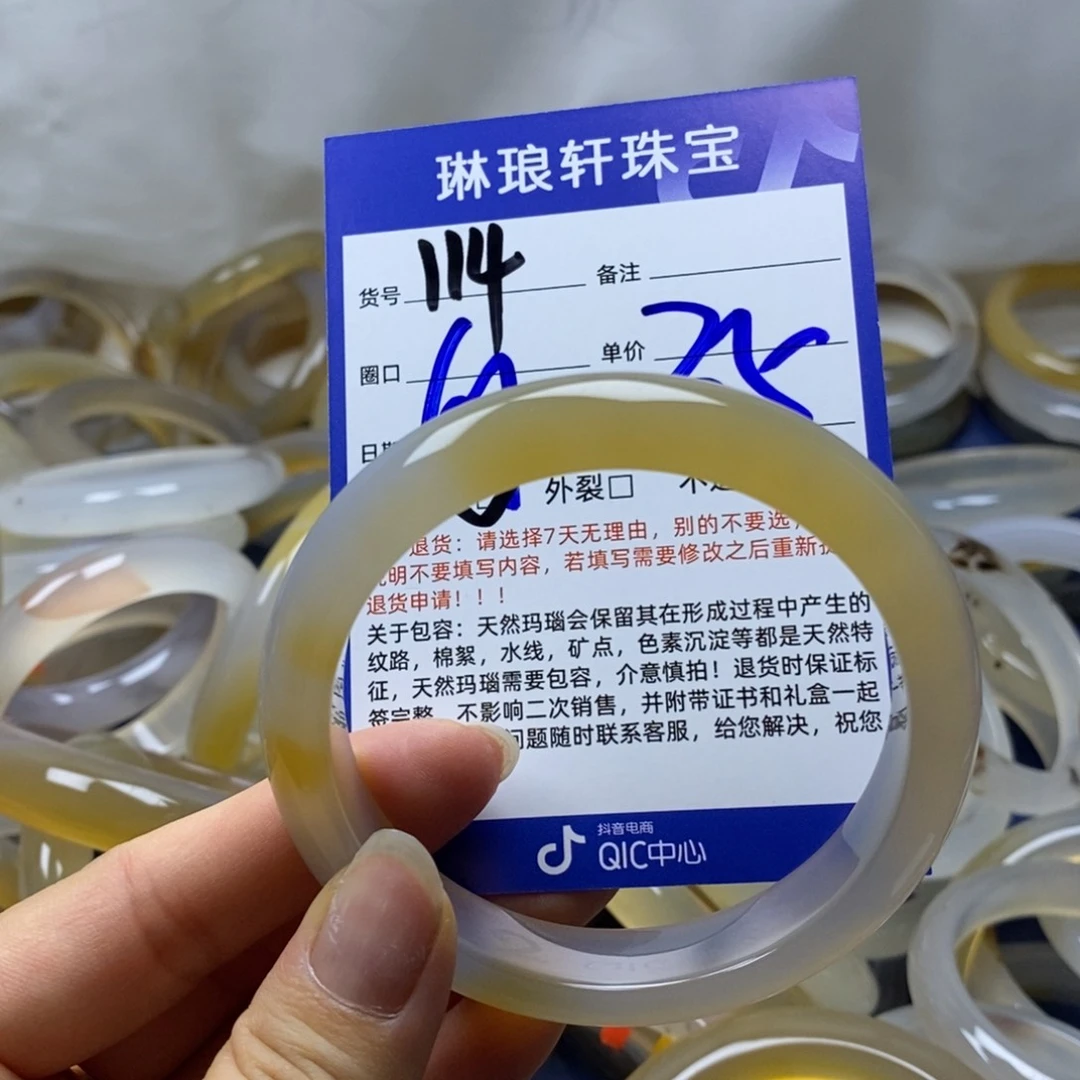 琳琅轩珠宝
货号 114 备注
圈口 单价 75
外裂□
退货：请选择7天无理由，别的不要选，
明不要填写内容，若填写需要修改之后重新
退货申请！！！
关于包容：天然玛瑙会保留其在形成过程中产生的
纹路，棉絮，水线，矿点，色素沉淀等都是天然特
征，天然玛瑙需要包容，介意慎拍！退货时保证标
签完整，不影响二次销售，并附带证书和礼盒一起
问题随时联系客服，给您解决，祝您
抖音电商
QIC中心